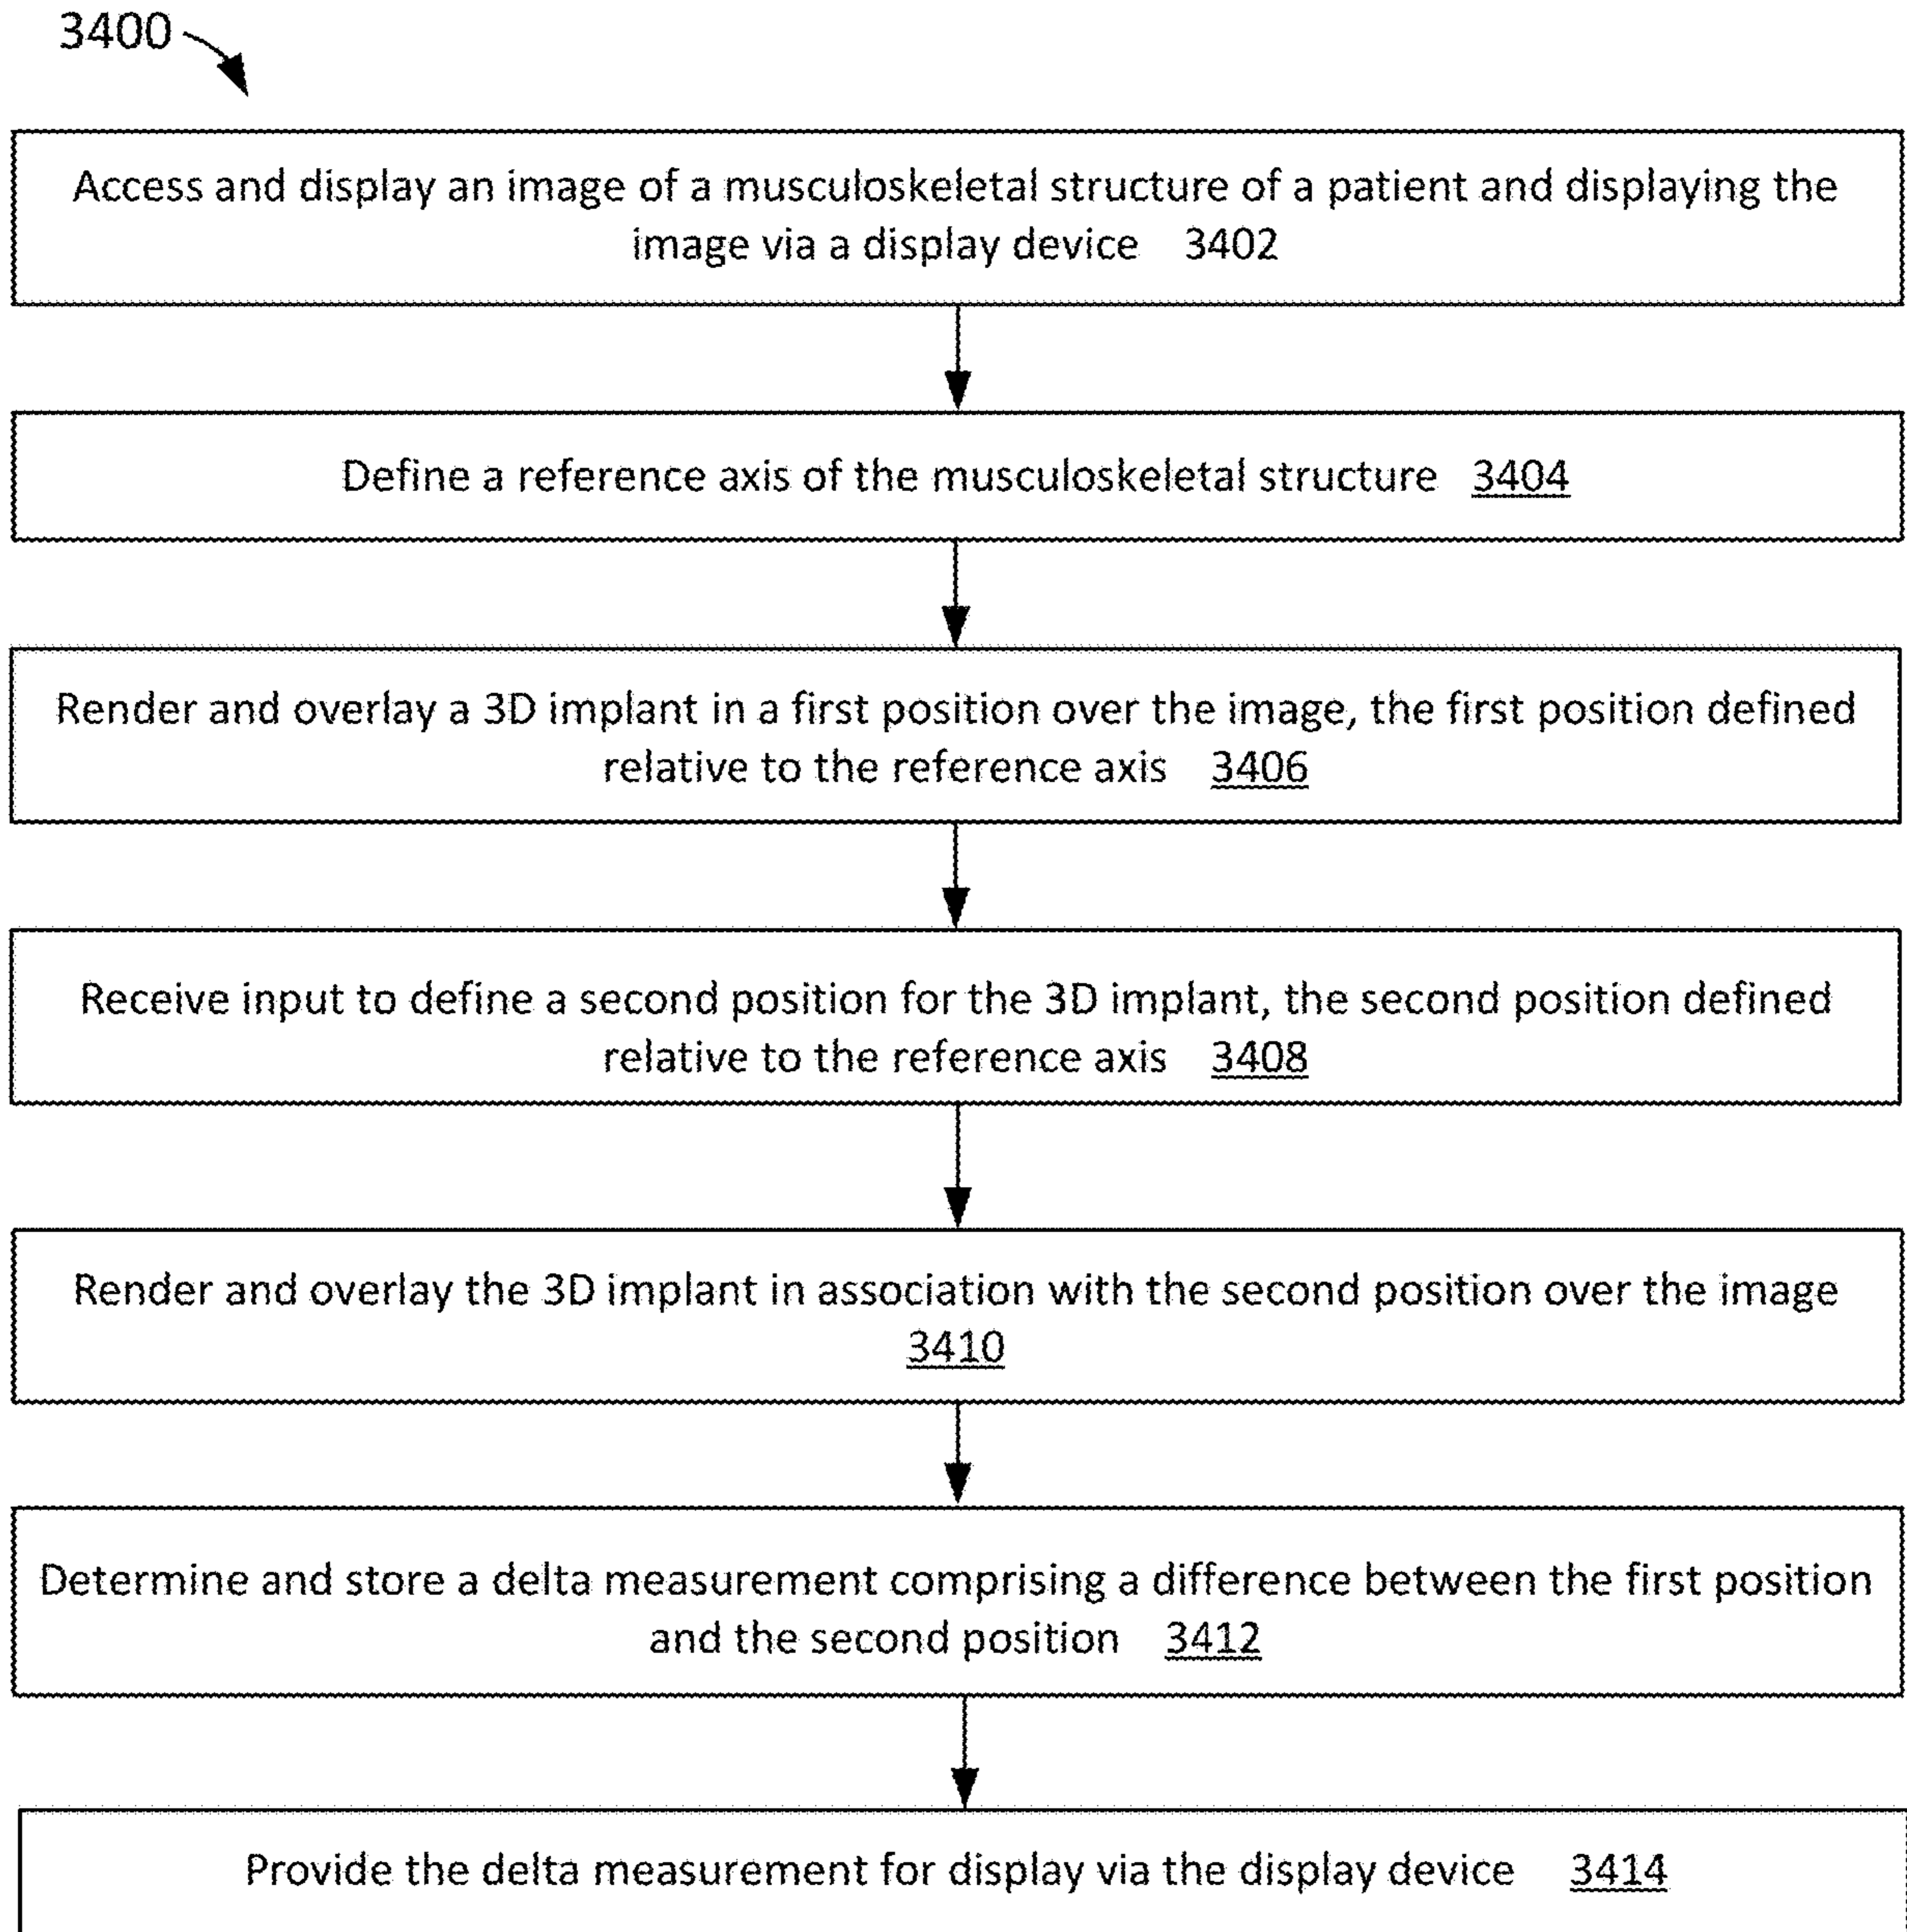 3400
Access and display an image of a musculoskeletal structure of a patient and displaying the
image via a display device 3402
Define a reference axis of the musculoskeletal structure 3404
Render and overlay a 3D implant in a first position over the image, the first position defined
relative to the reference axis 3406
Receive input to define a second position for the 3D implant, the second position defined
relative to the reference axis 3408
Render and overlay the 3D implant in association with the second position over the image
3410
Determine and store a delta measurement comprising a difference between the first position
and the second position 3412
Provide the delta measurement for display via the display device 3414